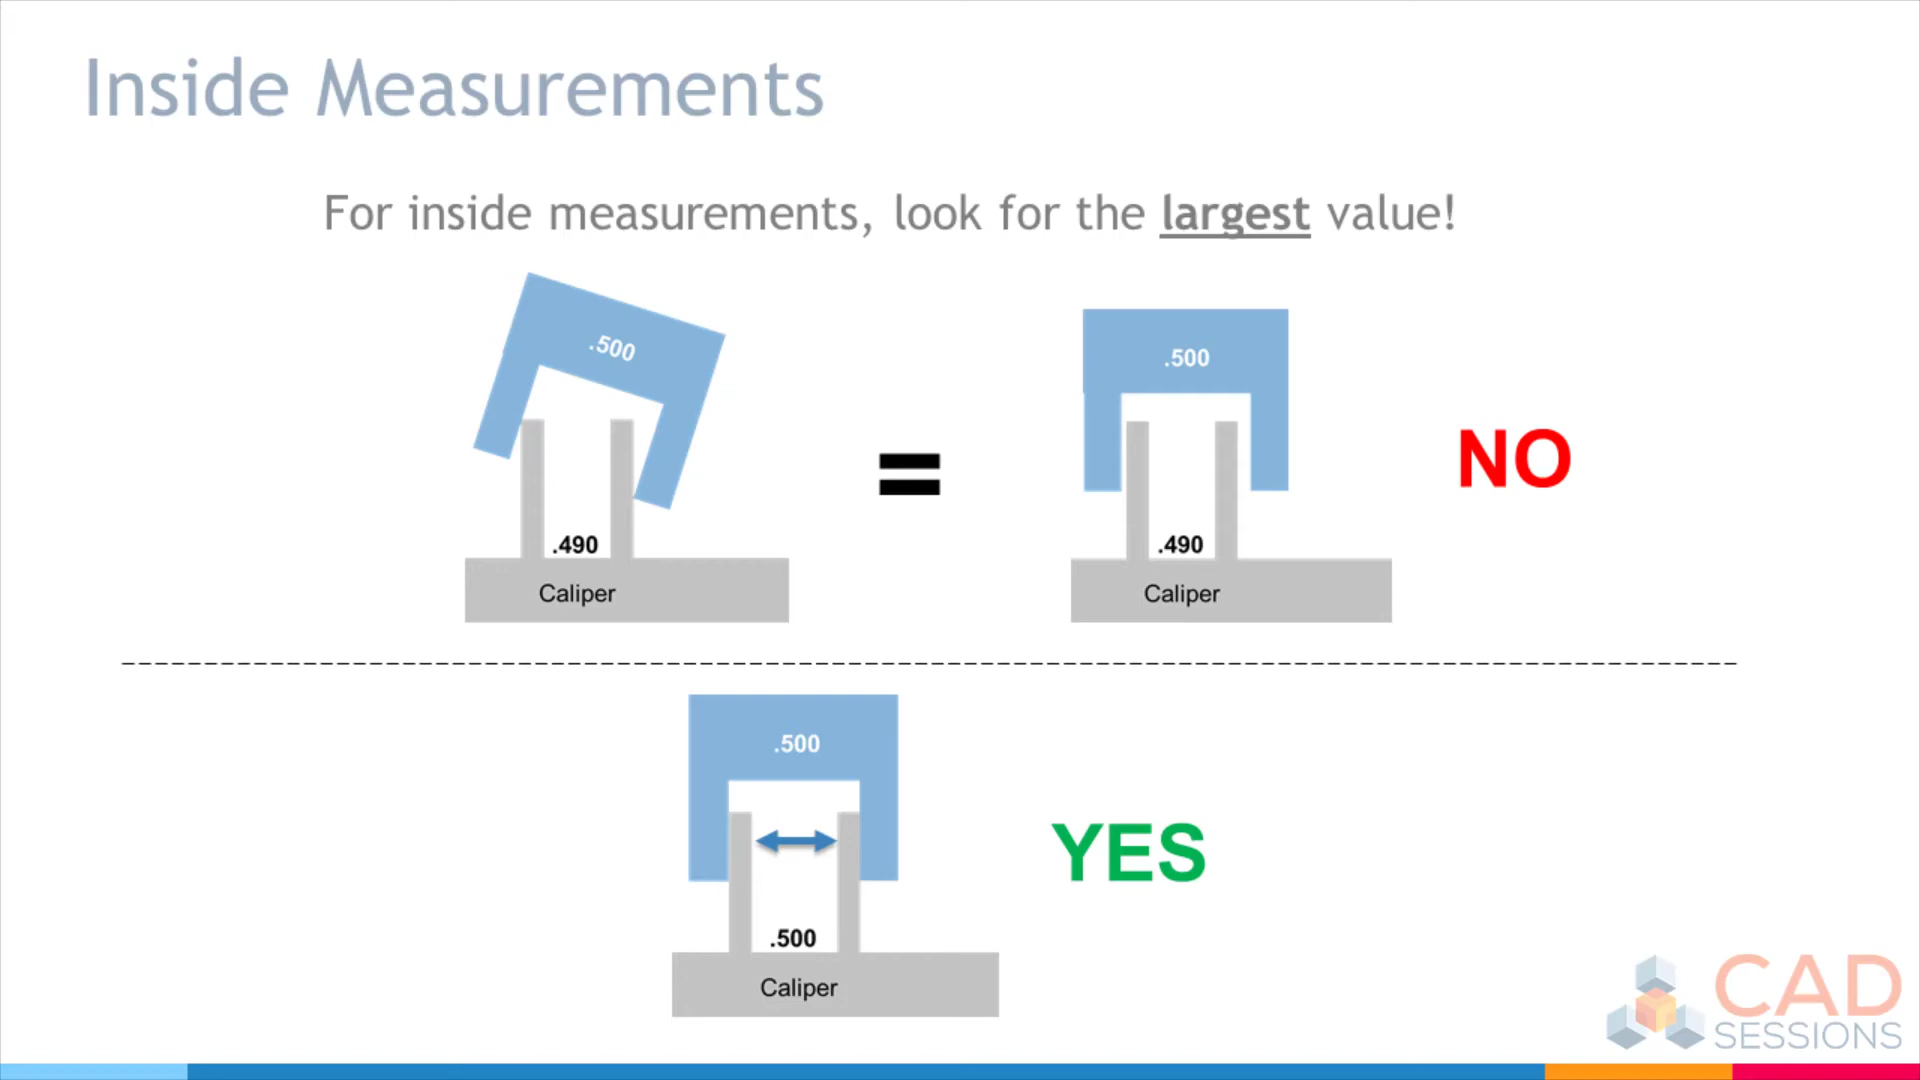 Inside Measurements
For inside measurements, look for the largest value!
.500
.500
=
NO
.490
.490
Caliper
Caliper
.500
YES
.500
Caliper
CAD
SESSIONS